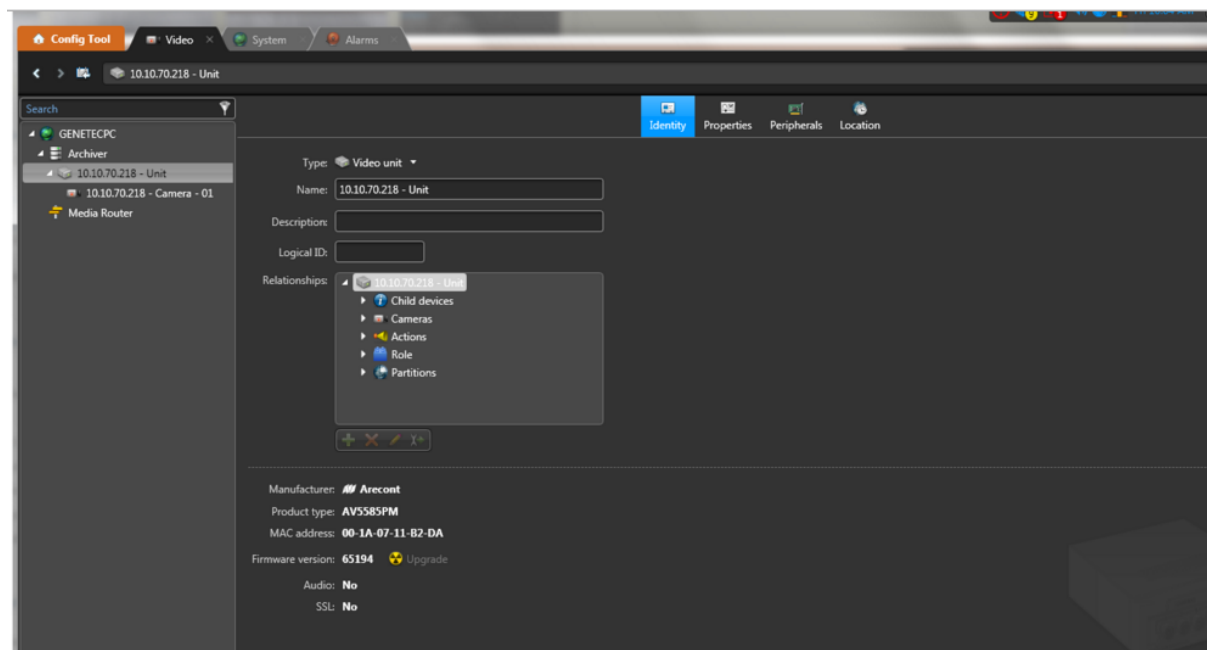 Config Tool Video System Alarms
10.10.70.218 - Unit
Search
Identity Properties Peripherals Location
GENETECPC
Archiver
10.10.70.218 - Unit
10.10.70.218 - Camera - 01
Media Router
Type: Video unit
Name: 10.10.70.218 - Unit
Description:
Logical ID:
Relationships: 10.10.70.218 - Unit
Child devices
Cameras
Actions
Role
Partitions
Manufacturer: Arecont
Product type: AV5585PM
MAC address: 00-1A-07-11-B2-DA
Firmware version: 65194 Upgrade
Audio: No
SSL: No